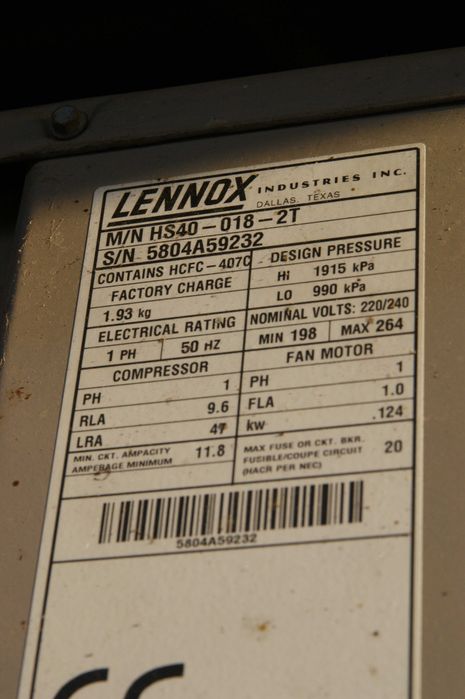 LENNOX INDUSTRIES INC.
DALLAS, TEXAS
M/N HS40-018-2T
S/N 5804A59232
CONTAINS HCFC-407C
FACTORY CHARGE
1.93 kg
DESIGN PRESSURE
HI 1915 kPa
LO 990 kPa
ELECTRICAL RATING
1 PH 50 HZ
NOMINAL VOLTS: 220/240
MIN 198 MAX 264
COMPRESSOR
PH 1
RLA 9.6
LRA 47
FAN MOTOR
PH 1
FLA 1.0
kw .124
MIN. CKT. AMPACITY
AMPERAGE MINIMUM 11.8
MAX FUSE OR CKT. BKR.
FUSIBLE/COUPE CIRCUIT 20
(HACR PER NEC)
5804A59232
CE